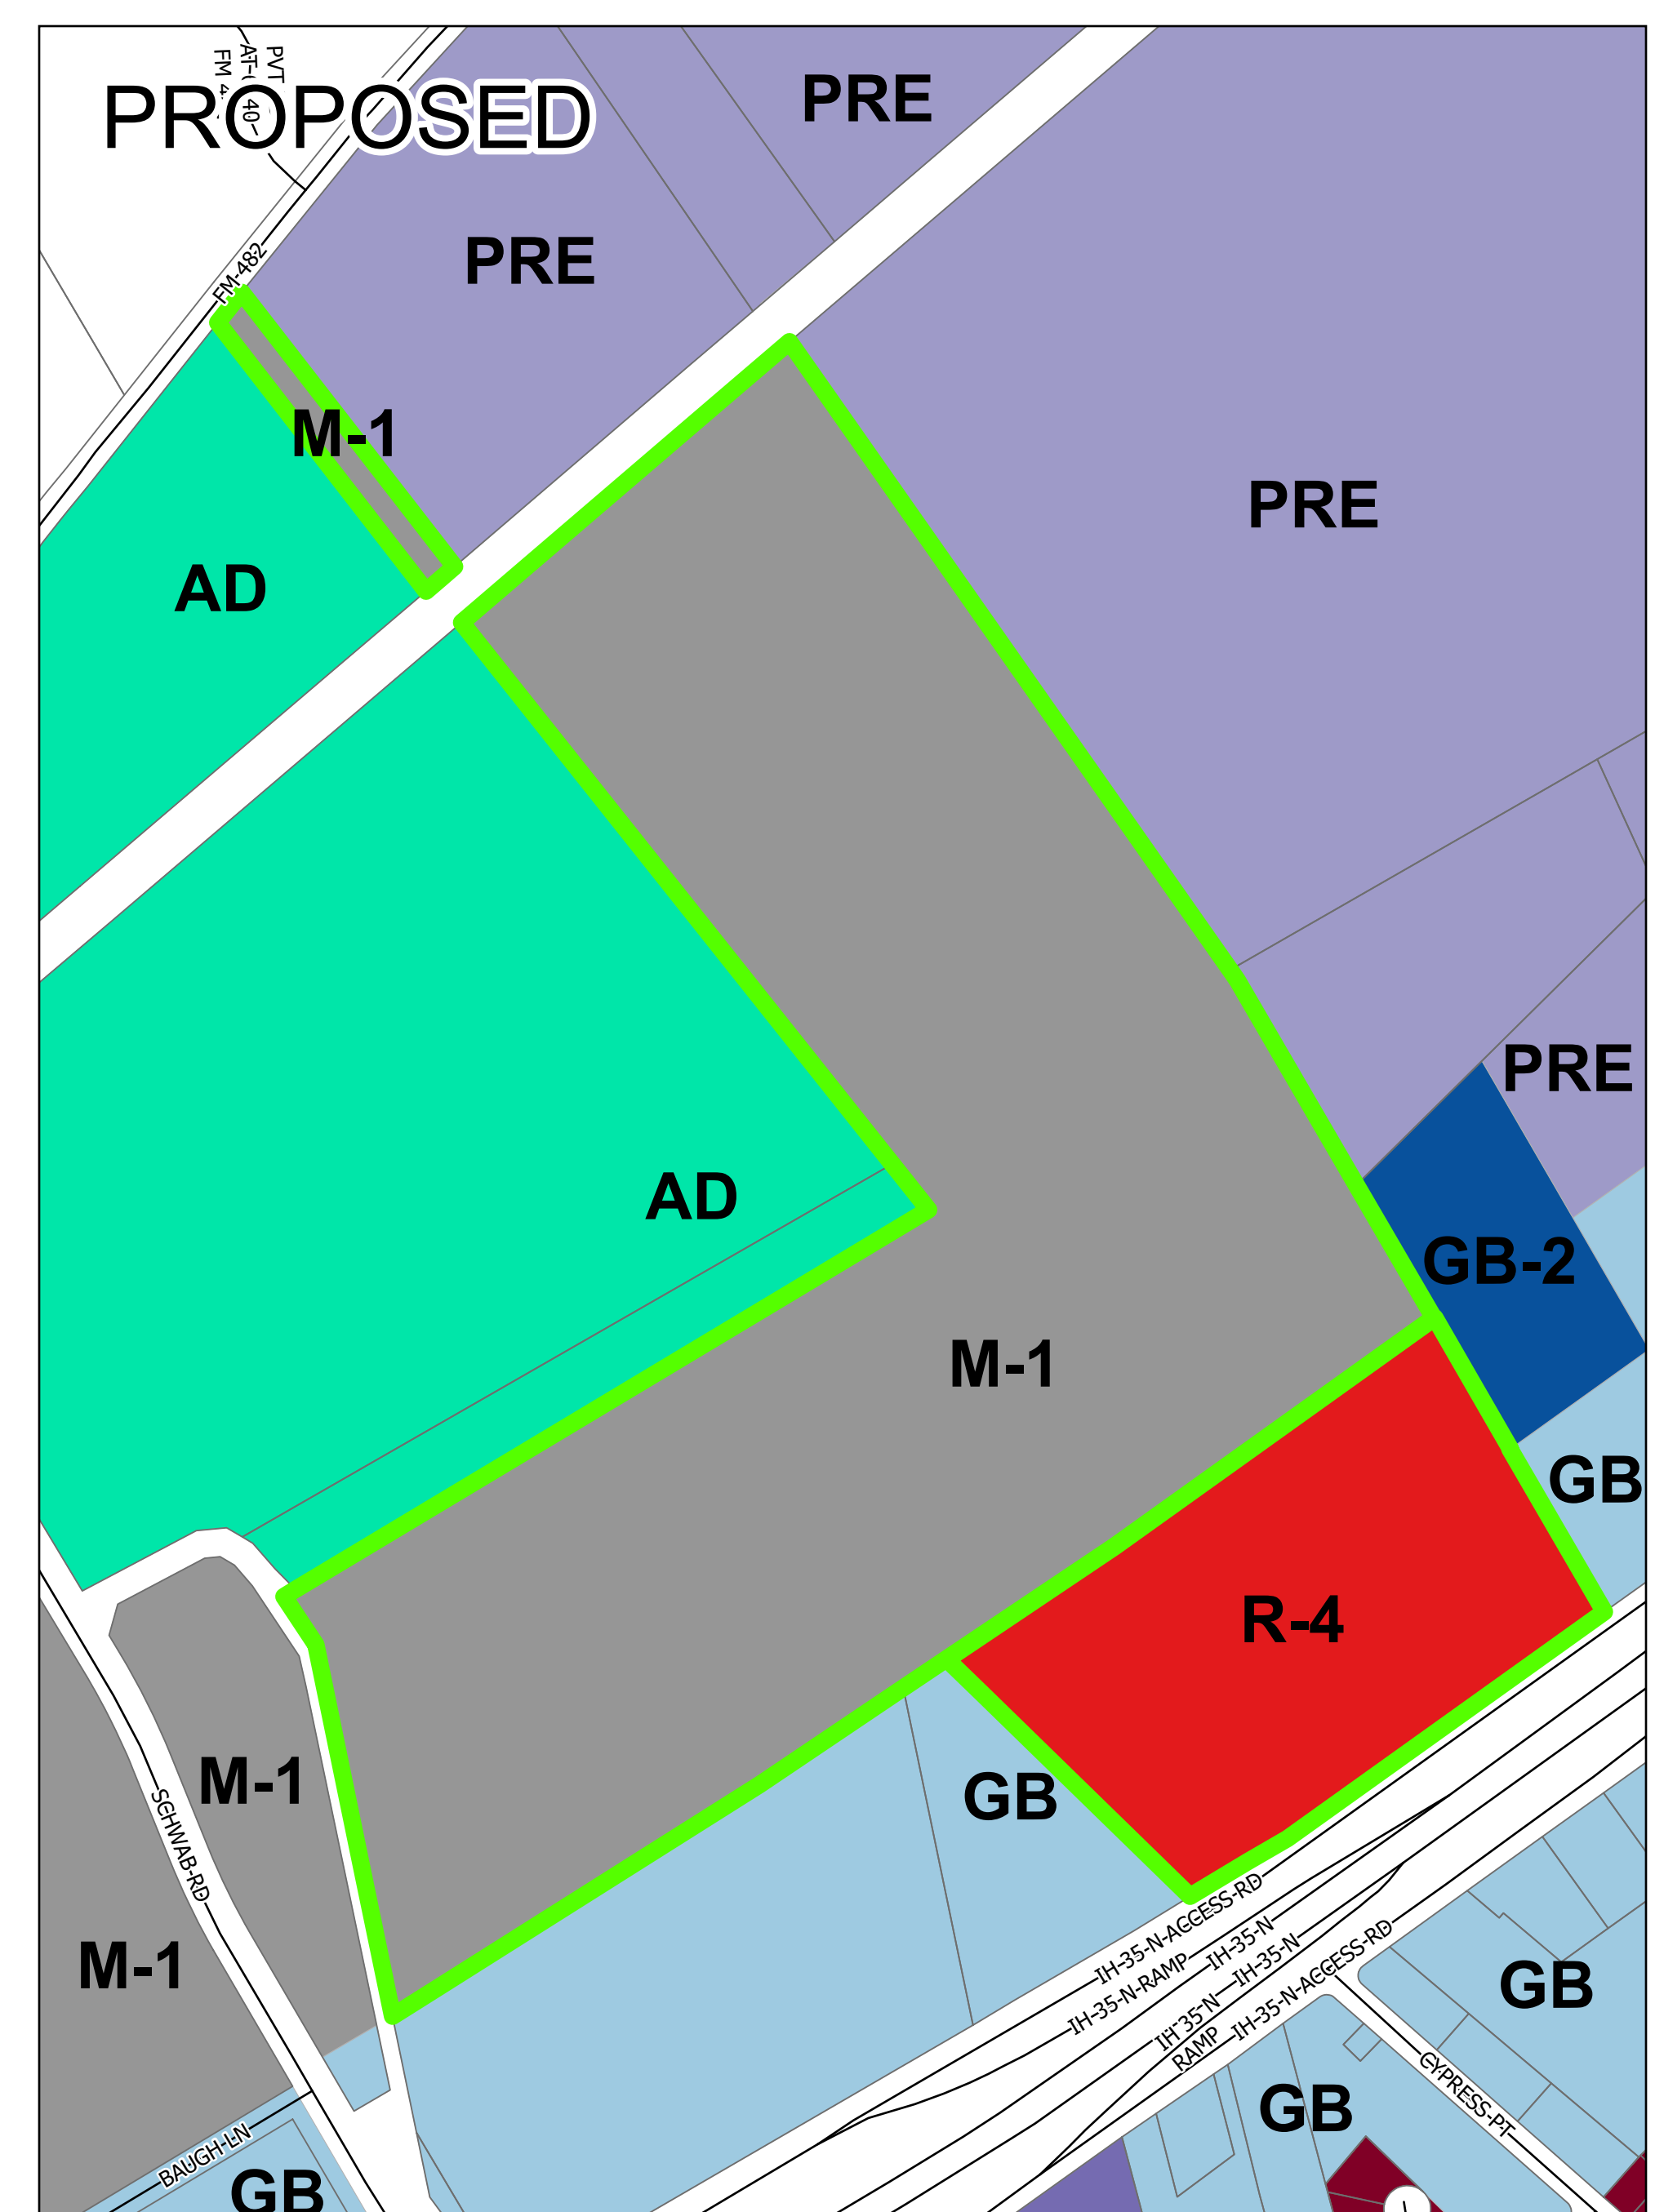 PROPOSED
PVT
FM-482
PRE
PRE
PRE
M-1
AD
PRE
AD
GB-2
M-1
GB
R-4
M-1
GB
SCHWAB-RD
M-1
IH-35-N-ACCESS-RD
IH-35-N-RAMP
IH-35-N
IH-35-N
IH-35-N
RAMP
IH-35-N-ACCESS-RD
GB
CYPRESS-PT
GB
BAUGH-LN
GB